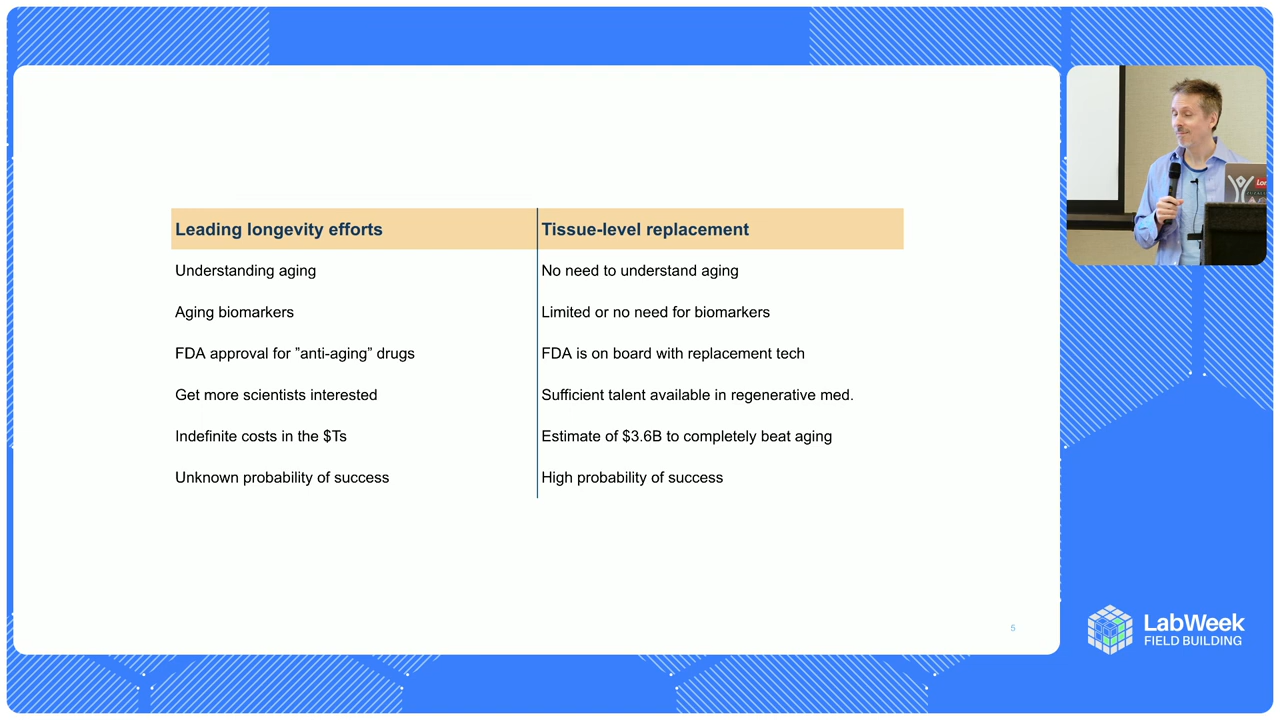 Leading longevity efforts
Tissue-level replacement
Understanding aging
No need to understand aging
Aging biomarkers
Limited or no need for biomarkers
FDA approval for ”anti-aging” drugs
FDA is on board with replacement tech
Get more scientists interested
Sufficient talent available in regenerative med.
Indefinite costs in the $Ts
Estimate of $3.6B to completely beat aging
Unknown probability of success
High probability of success
5
LabWeek
FIELD BUILDING